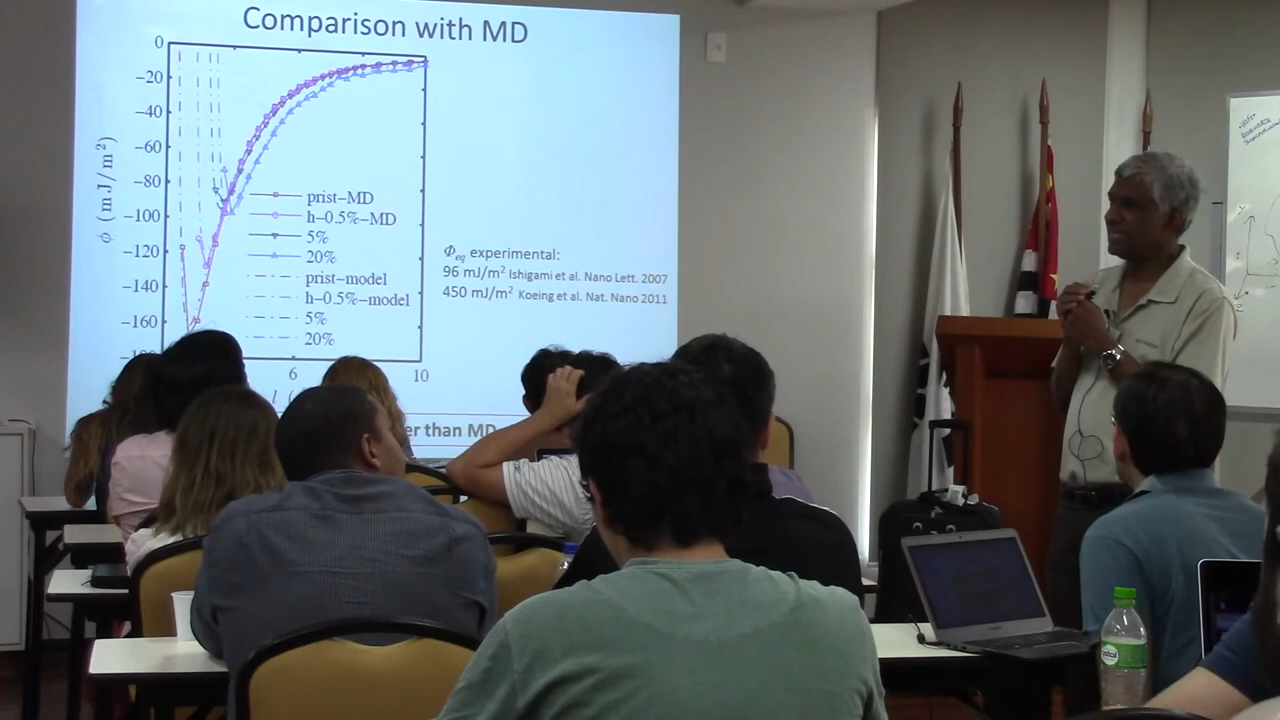 Comparison with MD
0
−20
−40
−60
−80
−100
−120
−140
−160
ϕ (mJ/m²)
prist−MD
h−0.5%−MD
5%
20%
prist−model
h−0.5%−model
5%
20%
6
10
l (
Φeq experimental:
96 mJ/m² Ishigami et al. Nano Lett. 2007
450 mJ/m² Koeing et al. Nat. Nano 2011
er than MD